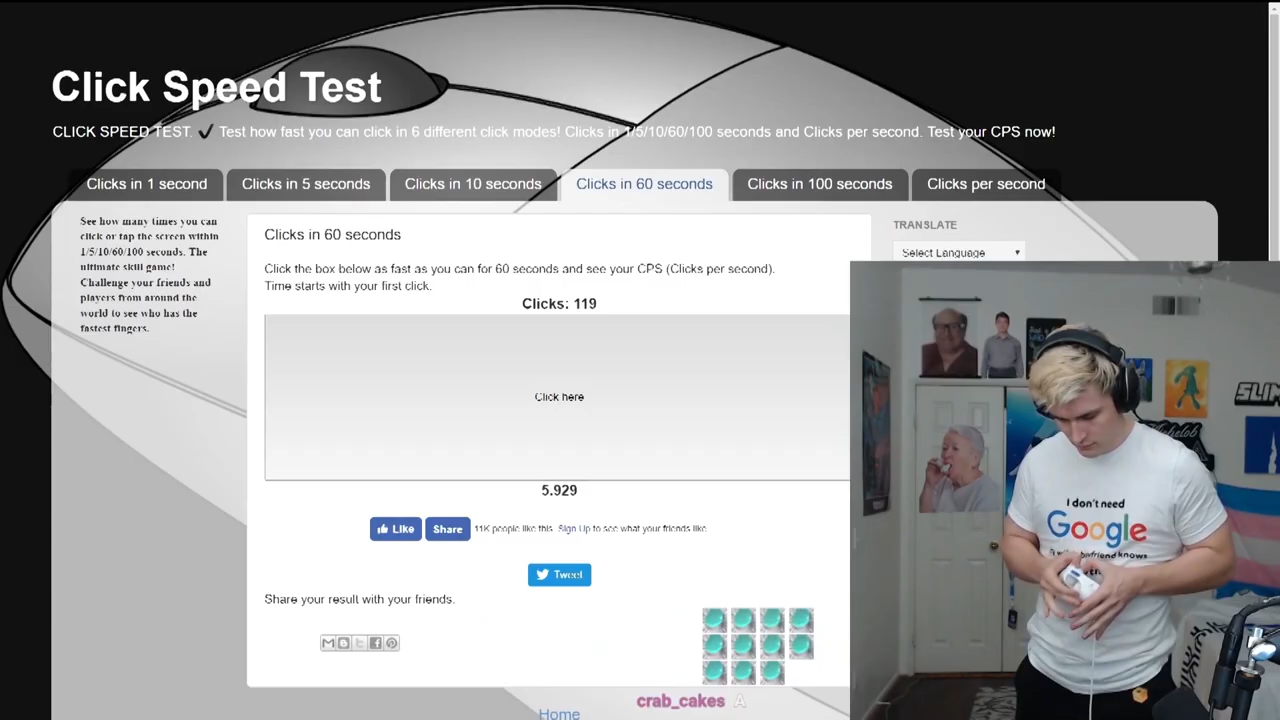 Click Speed Test
CLICK SPEED TEST. ✔ Test how fast you can click in 6 different click modes! Clicks in 1/5/10/60/100 seconds and Clicks per second. Test your CPS now!
Clicks in 1 second
Clicks in 5 seconds
Clicks in 10 seconds
Clicks in 60 seconds
Clicks in 100 seconds
Clicks per second
See how many times you can
click or tap the screen within
1/5/10/60/100 seconds. The
ultimate skill game!
Challenge your friends and
players from around the
world to see who has the
fastest fingers.
Clicks in 60 seconds
Click the box below as fast as you can for 60 seconds and see your CPS (Clicks per second).
Time starts with your first click.
Clicks: 119
Click here
5.929
Like
Share
11K people like this. Sign Up to see what your friends like
Tweet
Share your result with your friends.
crab_cakes A
Home
TRANSLATE
Select Language
I don't need
Google
boyfriend knows